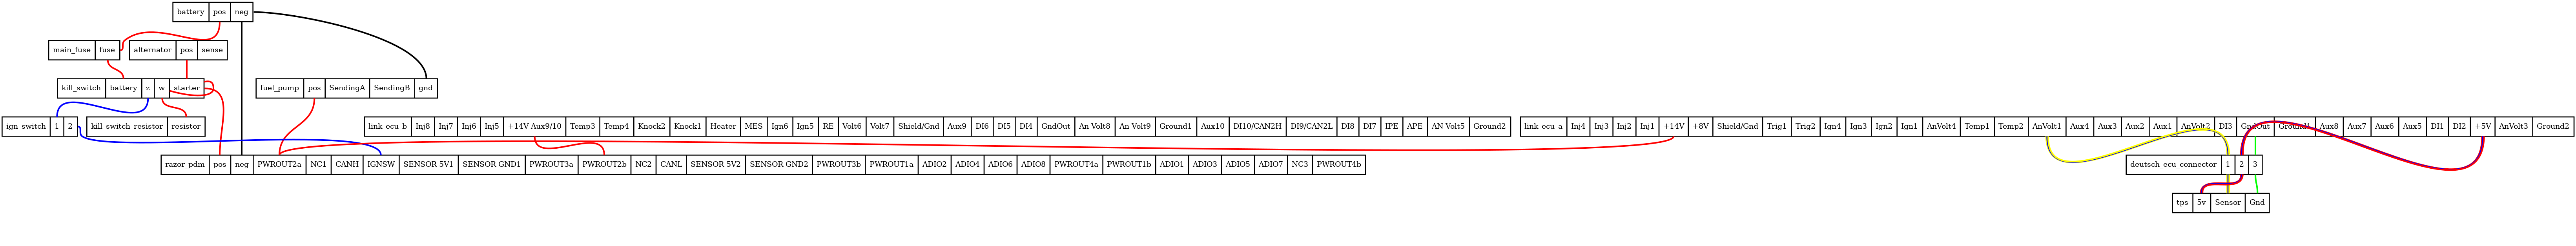 battery pos neg
main_fuse fuse alternator pos sense
kill_switch battery z w starter fuel_pump pos SendingA SendingB gnd
ign_switch 1 2 kill_switch_resistor resistor link_ecu_b Inj8 Inj7 Inj6 Inj5 +14V Aux9/10 Temp3 Temp4 Knock2 Knock1 Heater MES Ign6 Ign5 RE Volt6 Volt7 Shield/Gnd Aux9 DI6 DI5 DI4 GndOut An Volt8 An Volt9 Ground1 Aux10 DI10/CAN2H DI9/CAN2L DI8 DI7 IPE APE AN Volt5 Ground2 link_ecu_a Inj4 Inj3 Inj2 Inj1 +14V +8V Shield/Gnd Trig1 Trig2 Ign4 Ign3 Ign2 Ign1 AnVolt4 Temp1 Temp2 AnVolt1 Aux4 Aux3 Aux2 Aux1 AnVolt2 DI3 GndOut Ground1 Aux8 Aux7 Aux6 Aux5 DI1 DI2 +5V AnVolt3 Ground2
razor_pdm pos neg PWROUT2a NC1 CANH IGNSW SENSOR 5V1 SENSOR GND1 PWROUT3a PWROUT2b NC2 CANL SENSOR 5V2 SENSOR GND2 PWROUT3b PWROUT1a ADIO2 ADIO4 ADIO6 ADIO8 PWROUT4a PWROUT1b ADIO1 ADIO3 ADIO5 ADIO7 NC3 PWROUT4b deutsch_ecu_connector 1 2 3
tps 5v Sensor Gnd